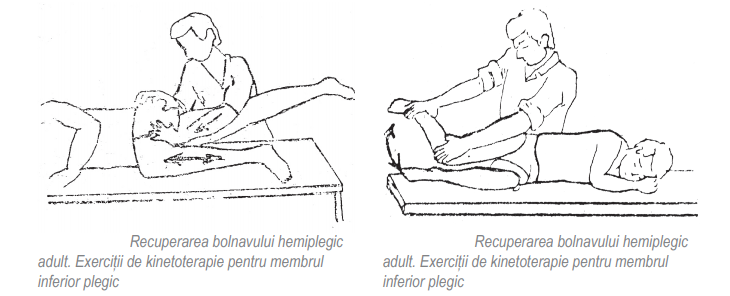 Recuperarea bolnavului hemiplegic
adult. Exerciții de kinetoterapie pentru membrul
inferior plegic
Recuperarea bolnavului hemiplegic
adult. Exerciții de kinetoterapie pentru membrul
inferior plegic